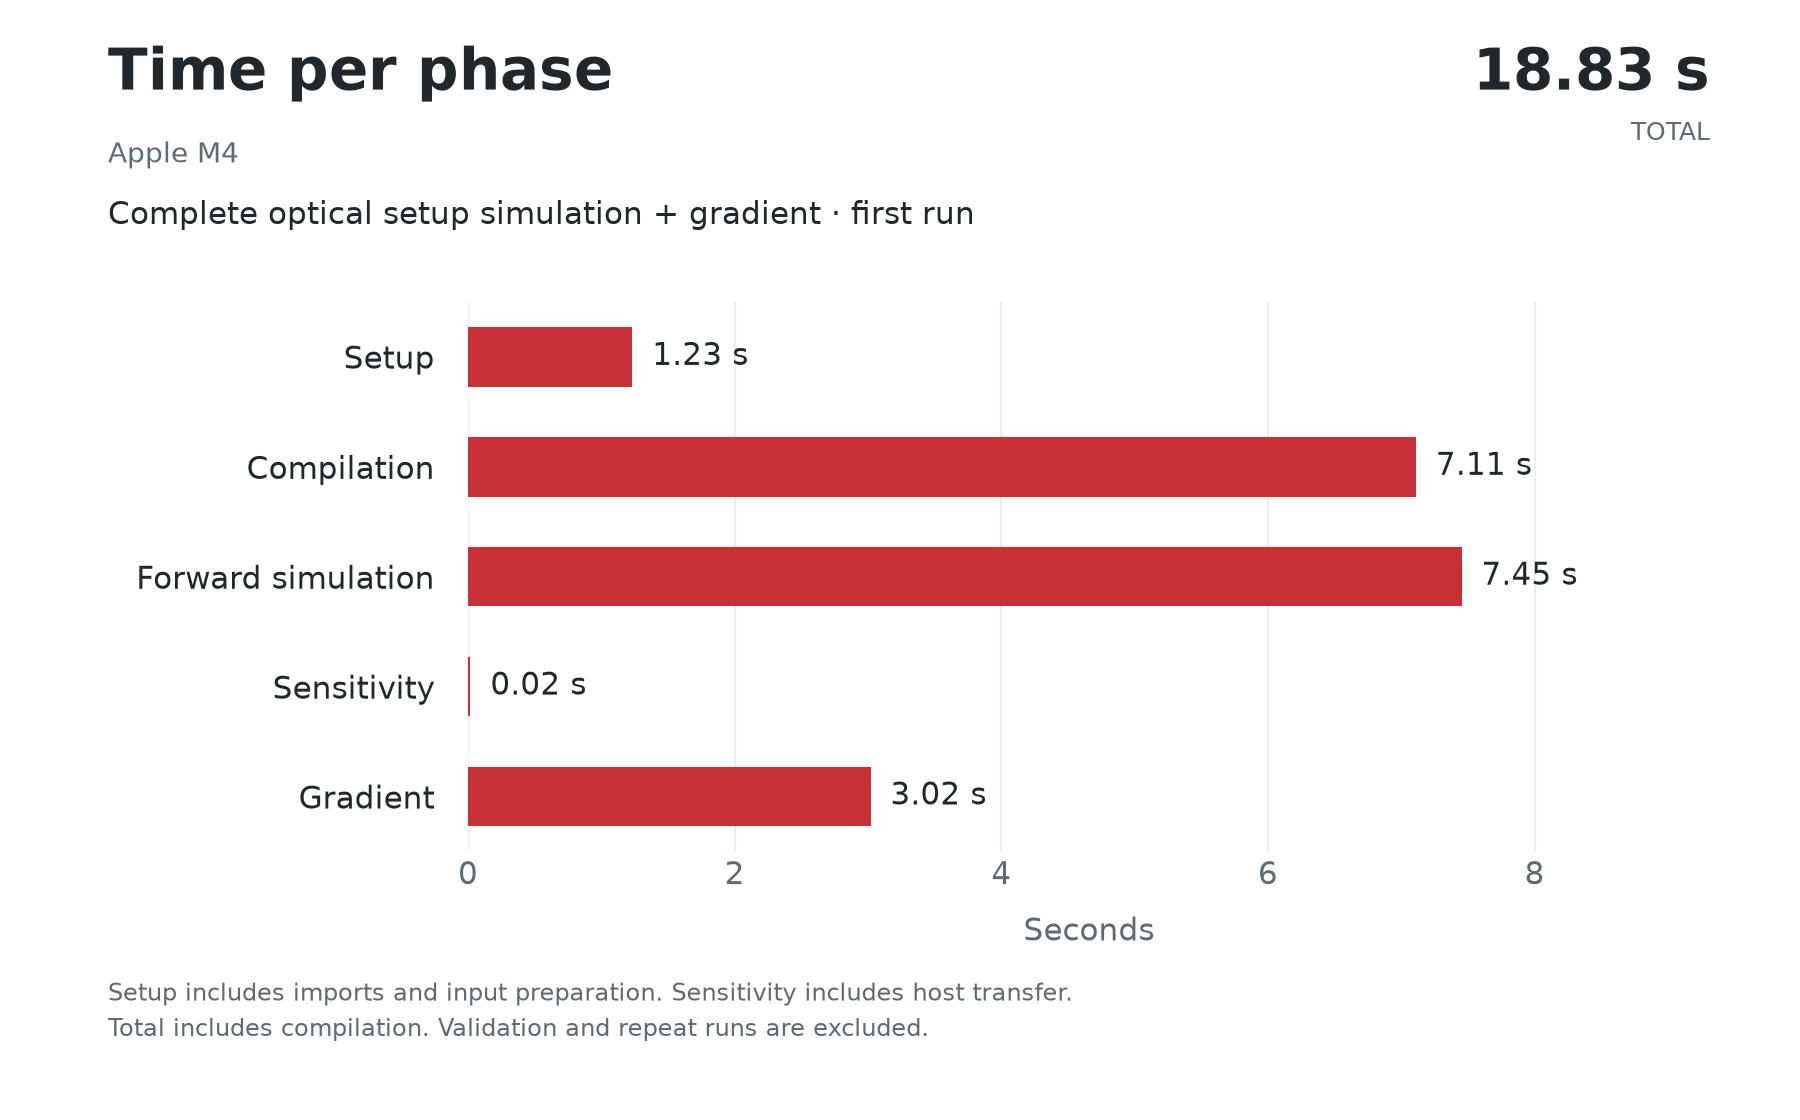 Time per phase
18.83 s
TOTAL
Apple M4
Complete optical setup simulation + gradient · first run
Setup
1.23 s
Compilation
7.11 s
Forward simulation
7.45 s
Sensitivity
0.02 s
Gradient
3.02 s
0 2 4 6 8
Seconds
Setup includes imports and input preparation. Sensitivity includes host transfer.
Total includes compilation. Validation and repeat runs are excluded.